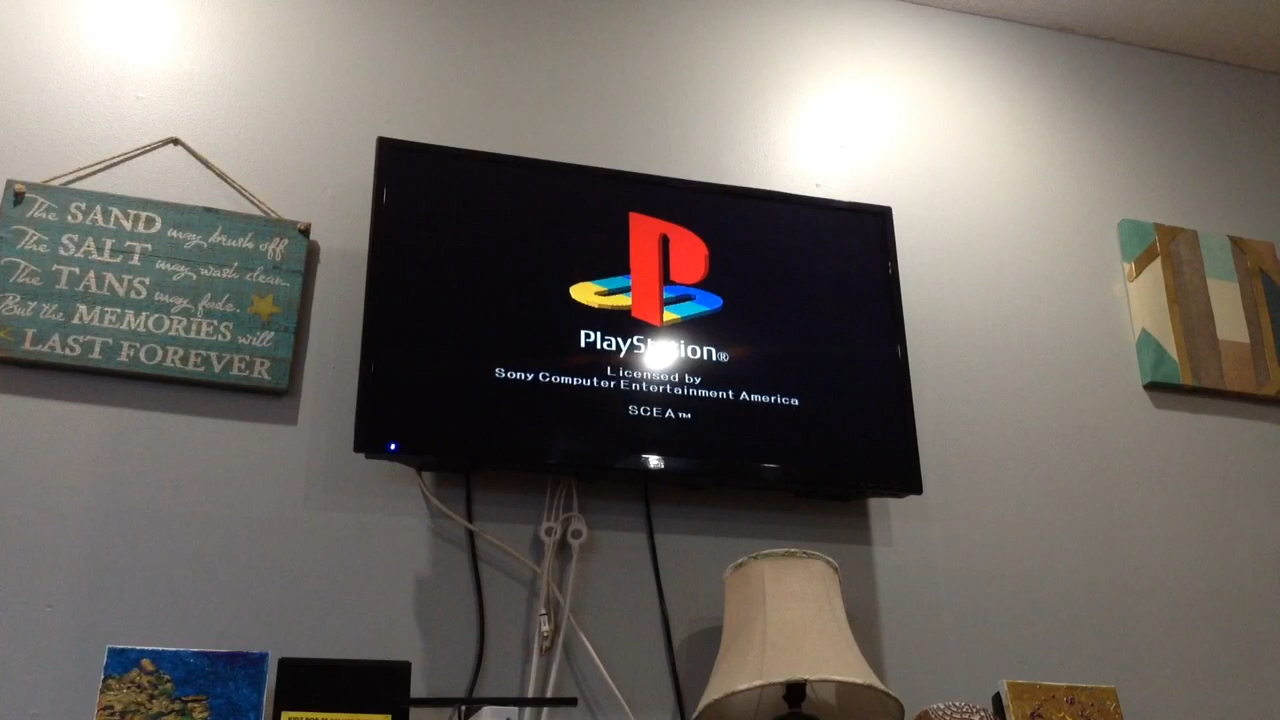 The SAND may brush off
The SALT may wash clean.
The TANS may fade.
But the MEMORIES will
LAST FOREVER
PlayStation®
Licensed by
Sony Computer Entertainment America
SCEA™